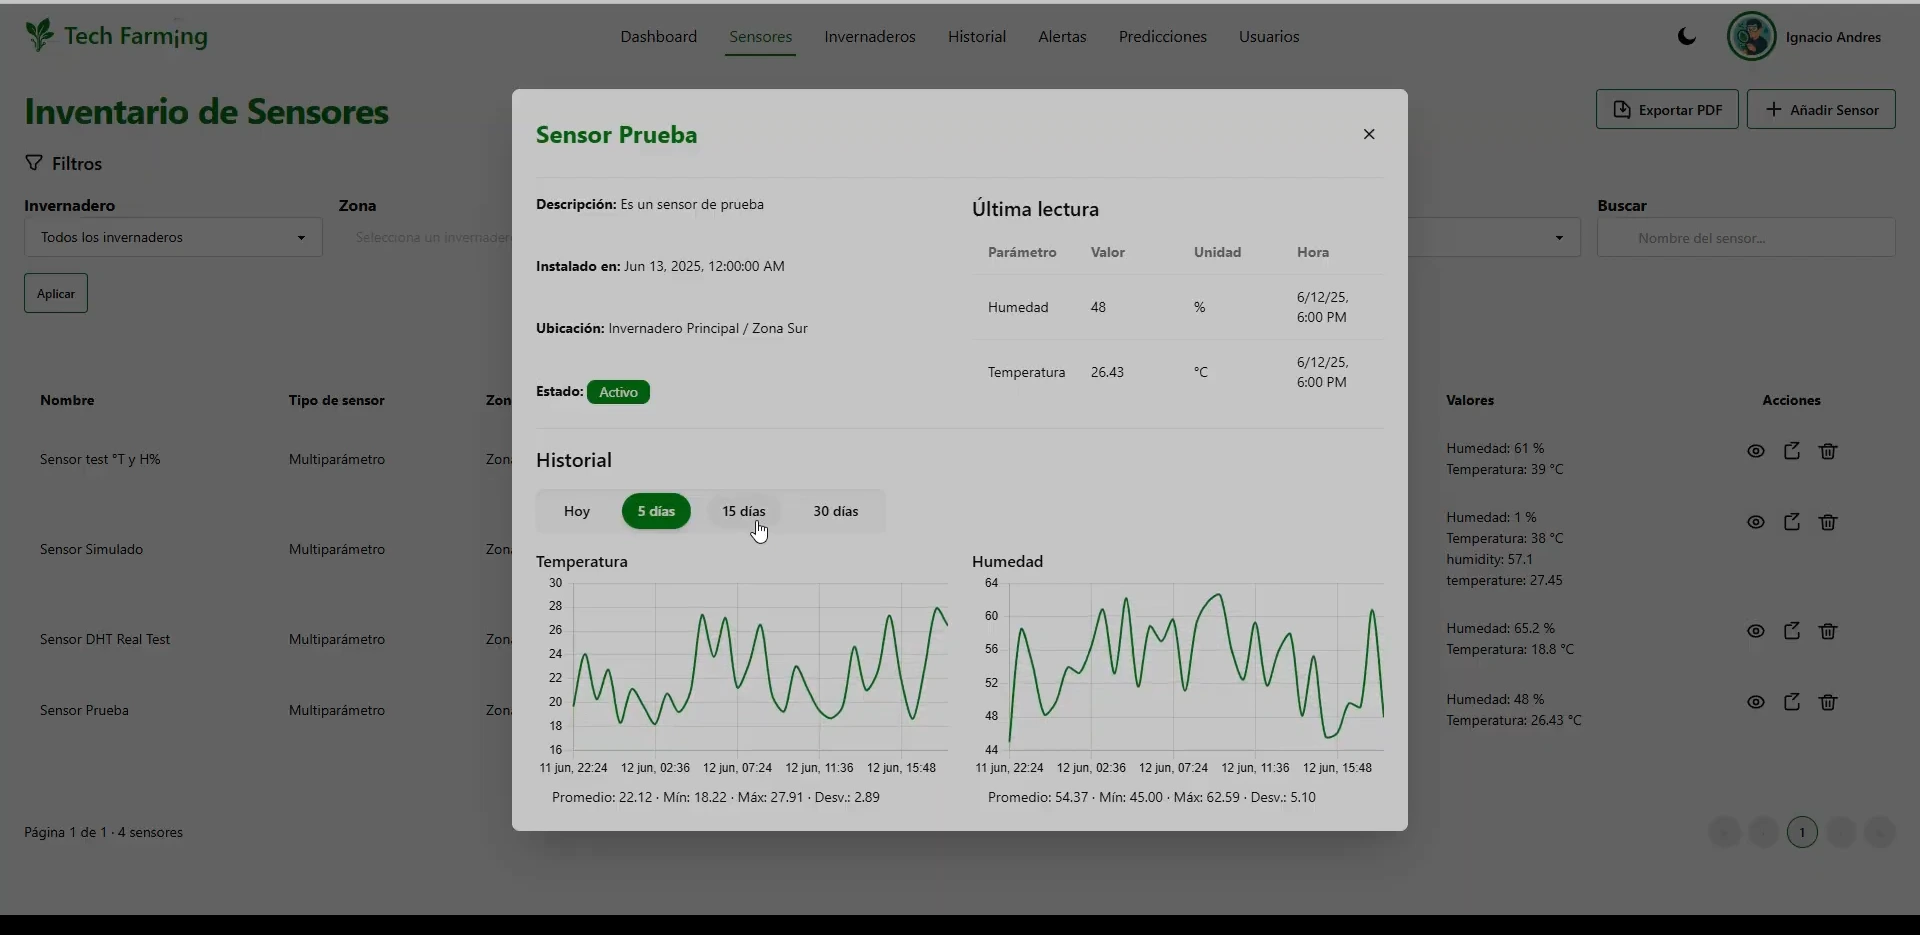 Tech Farming
Dashboard Sensores Invernaderos Historial Alertas Predicciones Usuarios
Ignacio Andres
Inventario de Sensores
Exportar PDF
Añadir Sensor
Filtros
Invernadero
Todos los invernaderos
Zona
Selecciona un invernader
Buscar
Nombre del sensor...
Aplicar
Nombre Tipo de sensor Zon Valores Acciones
Sensor test °T y H% Multiparámetro Zon
Humedad: 61 %
Temperatura: 39 °C
Sensor Simulado Multiparámetro Zon
Humedad: 1 %
Temperatura: 38 °C
humidity: 57.1
temperature: 27.45
Sensor DHT Real Test Multiparámetro Zon
Humedad: 65.2 %
Temperatura: 18.8 °C
Sensor Prueba Multiparámetro Zon
Humedad: 48 %
Temperatura: 26.43 °C
Página 1 de 1 · 4 sensores
1
Sensor Prueba
Descripción: Es un sensor de prueba
Instalado en: Jun 13, 2025, 12:00:00 AM
Ubicación: Invernadero Principal / Zona Sur
Estado: Activo
Última lectura
Parámetro Valor Unidad Hora
Humedad 48 % 6/12/25,
6:00 PM
Temperatura 26.43 °C 6/12/25,
6:00 PM
Historial
Hoy 5 días 15 días 30 días
Temperatura
30
28
26
24
22
20
18
16
11 jun, 22:24 12 jun, 02:36 12 jun, 07:24 12 jun, 11:36 12 jun, 15:48
Promedio: 22.12 · Mín: 18.22 · Máx: 27.91 · Desv.: 2.89
Humedad
64
60
56
52
48
44
11 jun, 22:24 12 jun, 02:36 12 jun, 07:24 12 jun, 11:36 12 jun, 15:48
Promedio: 54.37 · Mín: 45.00 · Máx: 62.59 · Desv.: 5.10